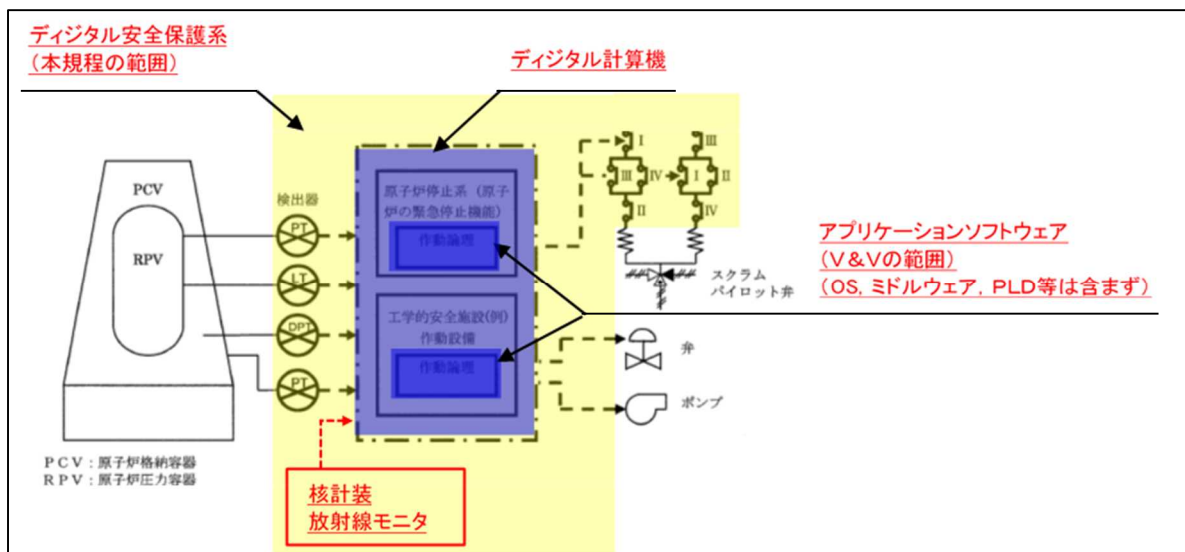 ディジタル安全保護系
(本規程の範囲)
ディジタル計算機
PCV
RPV
検出器
PT
LT
DPT
PT
原子炉停止系(原子
炉の緊急停止機能)
作動論理
工学的安全施設(例)
作動設備
作動論理
I
III
IV
II
III
I
II
IV
スクラム
パイロット弁
アプリケーションソフトウェア
(V&Vの範囲)
(OS,ミドルウェア,PLD等は含まず)
弁
ポンプ
PCV:原子炉格納容器
RPV:原子炉圧力容器
核計装
放射線モニタ